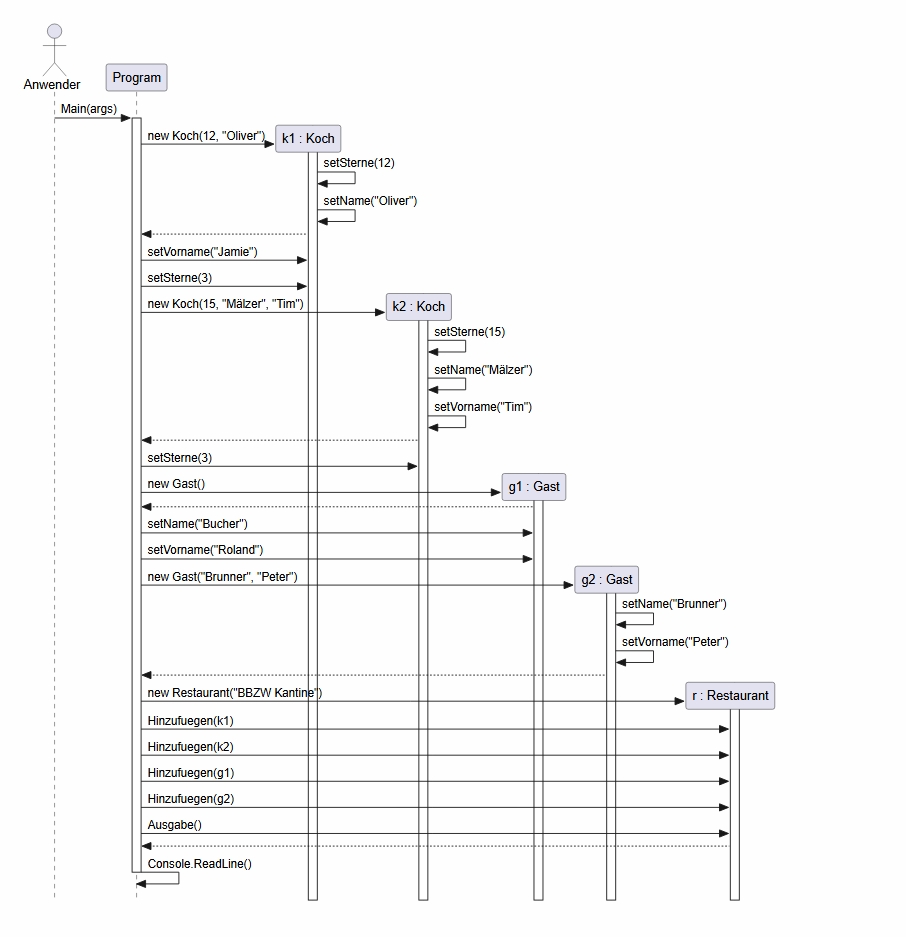 Anwender
Program
Main(args)
new Koch(12, "Oliver")
k1 : Koch
setSterne(12)
setName("Oliver")
setVorname("Jamie")
setSterne(3)
new Koch(15, "Mälzer", "Tim")
k2 : Koch
setSterne(15)
setName("Mälzer")
setVorname("Tim")
setSterne(3)
new Gast()
g1 : Gast
setName("Bucher")
setVorname("Roland")
new Gast("Brunner", "Peter")
g2 : Gast
setName("Brunner")
setVorname("Peter")
new Restaurant("BBZW Kantine")
r : Restaurant
Hinzufuegen(k1)
Hinzufuegen(k2)
Hinzufuegen(g1)
Hinzufuegen(g2)
Ausgabe()
Console.ReadLine()